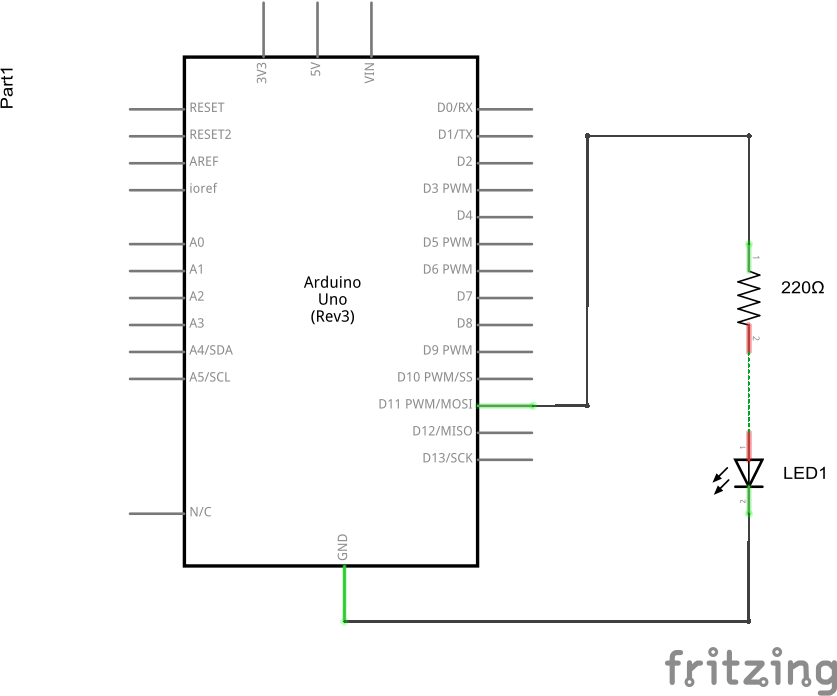 Part1
3V3
5V
VIN
RESET
RESET2
AREF
ioref
A0
A1
A2
A3
A4/SDA
A5/SCL
N/C
Arduino
Uno
(Rev3)
D0/RX
D1/TX
D2
D3 PWM
D4
D5 PWM
D6 PWM
D7
D8
D9 PWM
D10 PWM/SS
D11 PWM/MOSI
D12/MISO
D13/SCK
GND
1
220Ω
2
1
LED1
2
fritzing